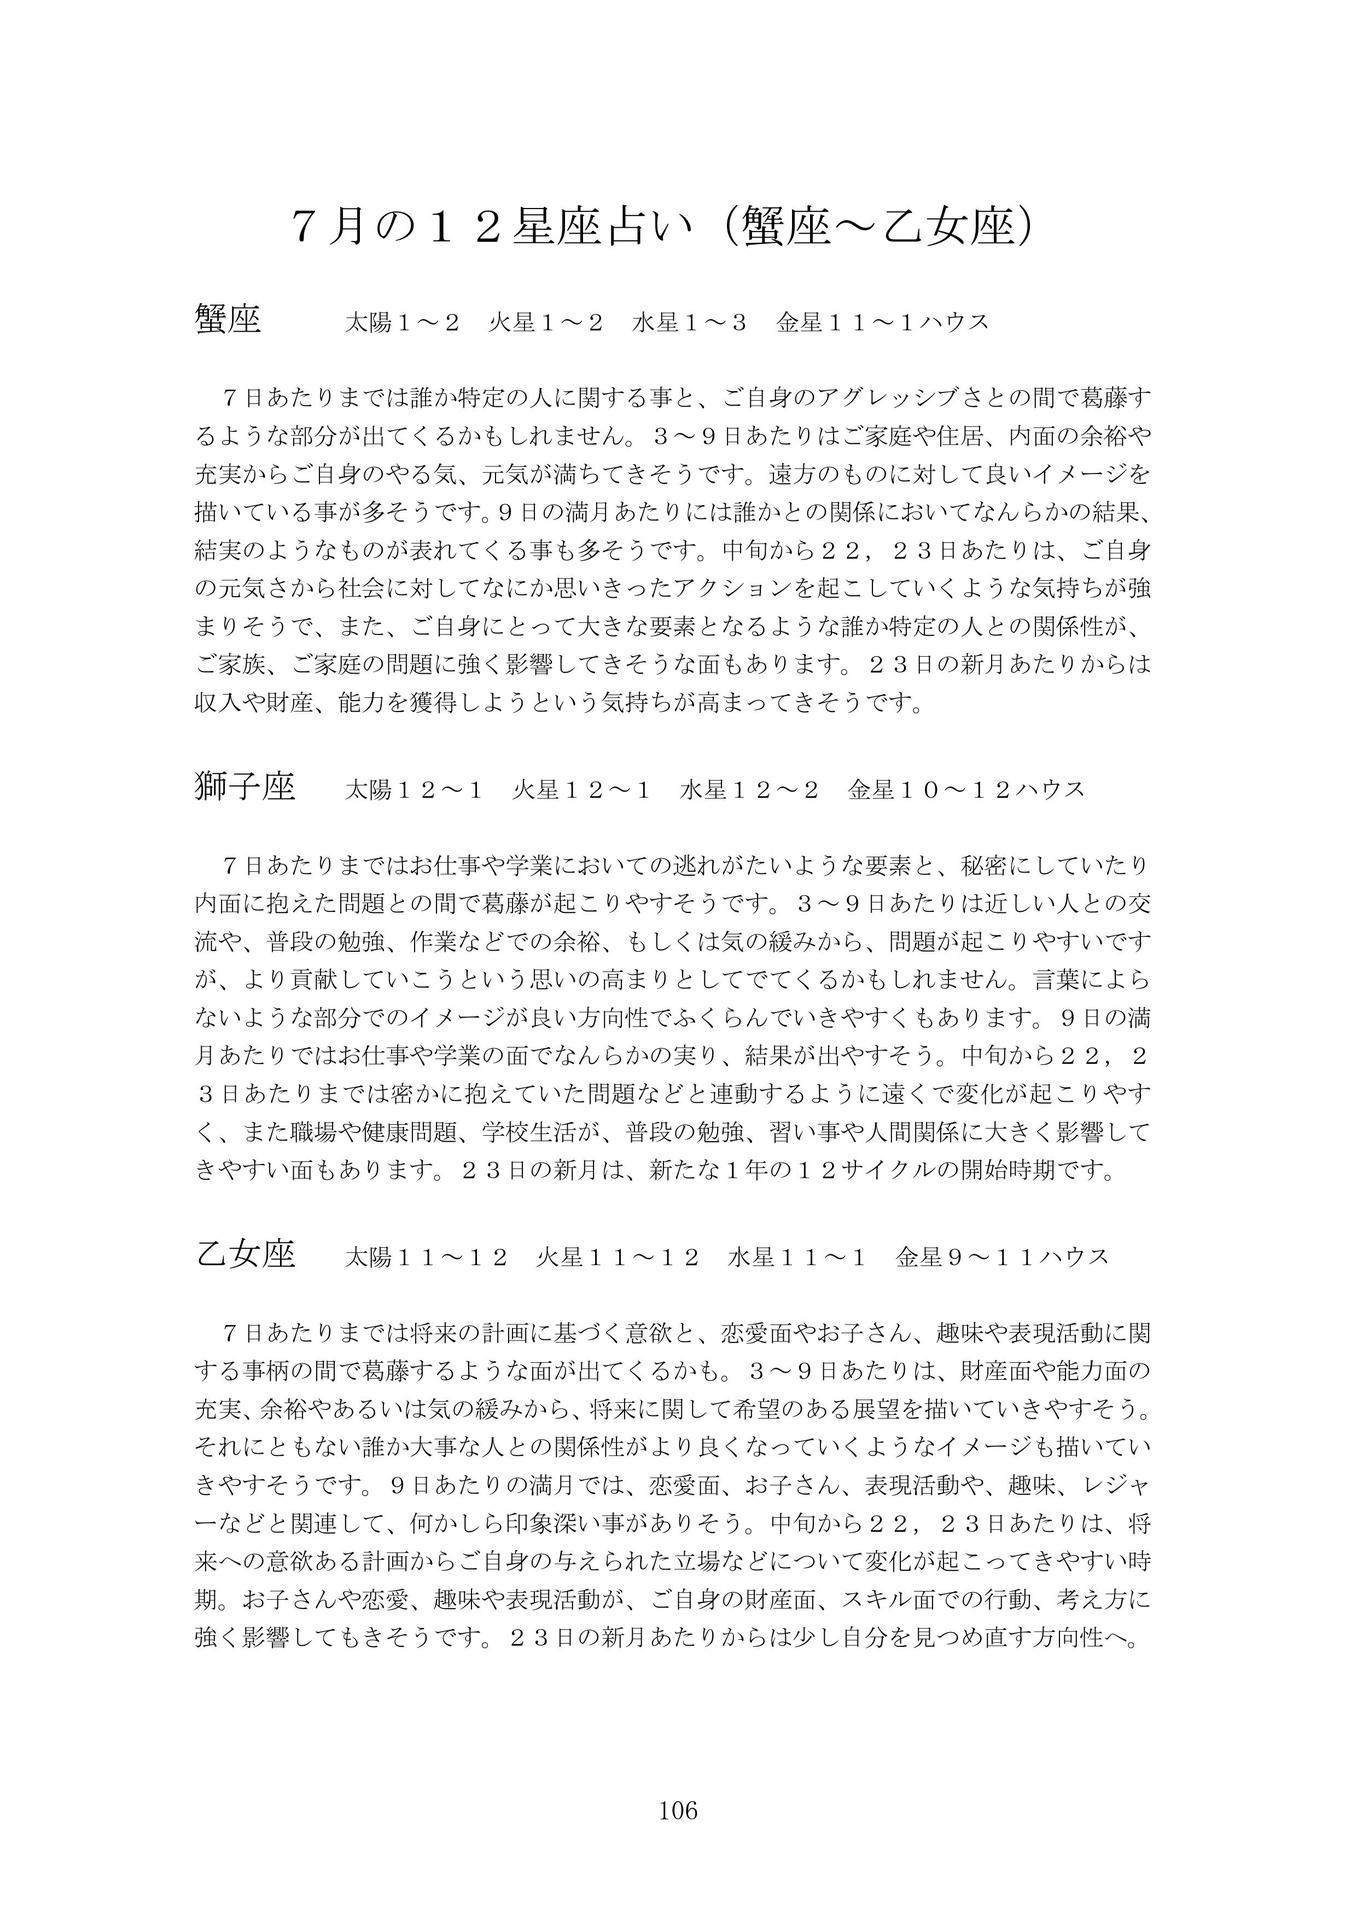 ７月の１２星座占い（蟹座～乙女座）
蟹座　　太陽１～２　火星１～２　水星１～３　金星１１～１ハウス
　７日あたりまでは誰か特定の人に関する事と、ご自身のアグレッシブさとの間で葛藤す
るような部分が出てくるかもしれません。３～９日あたりはご家庭や住居、内面の余裕や
充実からご自身のやる気、元気が満ちてきそうです。遠方のものに対して良いイメージを
描いている事が多そうです。９日の満月あたりには誰かとの関係においてなんらかの結果、
結実のようなものが表れてくる事も多そうです。中旬から２２，２３日あたりは、ご自身
の元気さから社会に対してなにか思いきったアクションを起こしていくような気持ちが強
まりそうで、また、ご自身にとって大きな要素となるような誰か特定の人との関係性が、
ご家族、ご家庭の問題に強く影響してきそうな面もあります。２３日の新月あたりからは
収入や財産、能力を獲得しようという気持ちが高まってきそうです。
獅子座　　太陽１２～１　火星１２～１　水星１２～２　金星１０～１２ハウス
　７日あたりまではお仕事や学業においての逃れがたいような要素と、秘密にしていたり
内面に抱えた問題との間で葛藤が起こりやすそうです。３～９日あたりは近しい人との交
流や、普段の勉強、作業などでの余裕、もしくは気の緩みから、問題が起こりやすいです
が、より貢献していこうという思いの高まりとしてでてくるかもしれません。言葉によら
ないような部分でのイメージが良い方向性でふくらんでいきやすくもあります。９日の満
月あたりではお仕事や学業の面でなんらかの実り、結果が出やすそう。中旬から２２，２
３日あたりまでは密かに抱えていた問題などと連動するように遠くで変化が起こりやす
く、また職場や健康問題、学校生活が、普段の勉強、習い事や人間関係に大きく影響して
きやすい面もあります。２３日の新月は、新たな１年の１２サイクルの開始時期です。
乙女座　　太陽１１～１２　火星１１～１２　水星１１～１　金星９～１１ハウス
　７日あたりまでは将来の計画に基づく意欲と、恋愛面やお子さん、趣味や表現活動に関
する事柄の間で葛藤するような面が出てくるかも。３～９日あたりは、財産面や能力面の
充実、余裕やあるいは気の緩みから、将来に関して希望のある展望を描いていきやすそう。
それにともない誰か大事な人との関係性がより良くなっていくようなイメージも描いてい
きやすそうです。９日あたりの満月では、恋愛面、お子さん、表現活動や、趣味、レジャ
ーなどと関連して、何かしら印象深い事がありそう。中旬から２２，２３日あたりは、将
来への意欲ある計画からご自身の与えられた立場などについて変化が起こってきやすい時
期。お子さんや恋愛、趣味や表現活動が、ご自身の財産面、スキル面での行動、考え方に
強く影響してもきそうです。２３日の新月あたりからは少し自分を見つめ直す方向性へ。
106